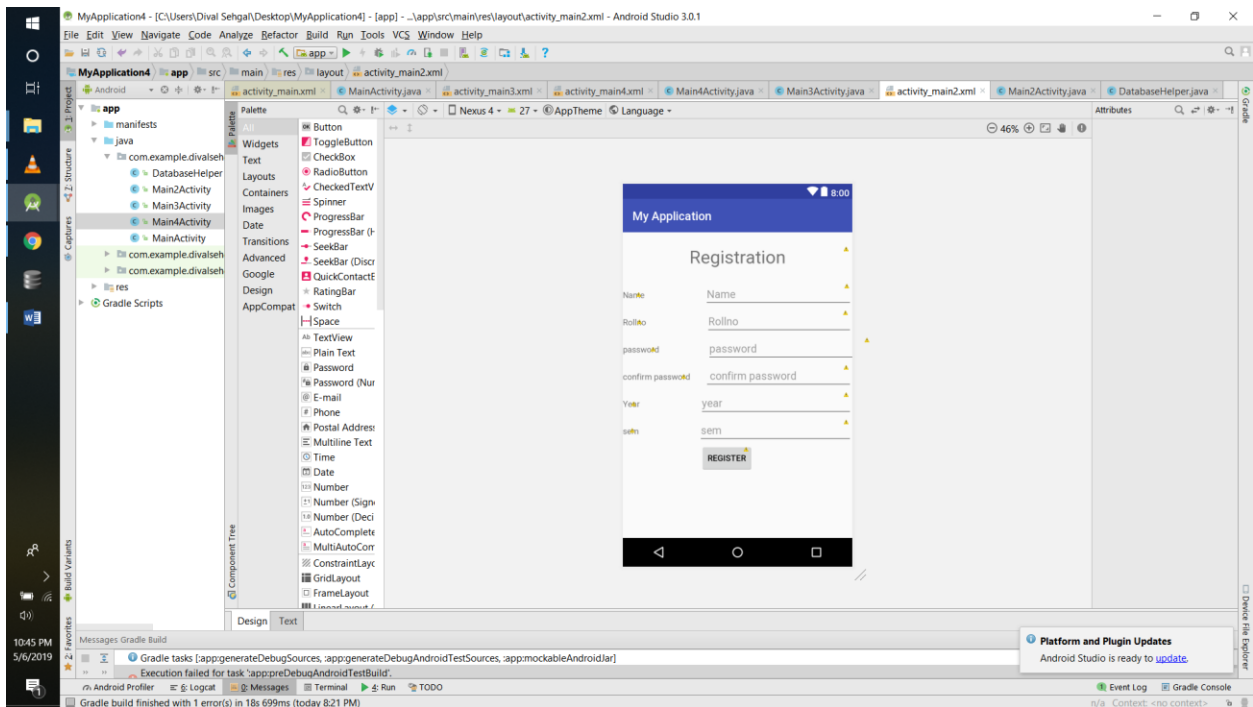 MyApplication4 - [C:\Users\Dival Sehgal\Desktop\MyApplication4] - [app] - ...\app\src\main\res\layout\activity_main2.xml - Android Studio 3.0.1
File Edit View Navigate Code Analyze Refactor Build Run Tools VCS Window Help
app
MyApplication4 app src main res layout activity_main2.xml
Android
activity_main.xml MainActivity.java activity_main3.xml activity_main4.xml Main4Activity.java Main3Activity.java activity_main2.xml Main2Activity.java DatabaseHelper.java
1: Project
Z: Structure
Captures
Build Variants
2: Favorites
app
manifests
java
com.example.divalseh
DatabaseHelper
Main2Activity
Main3Activity
Main4Activity
MainActivity
com.example.divalseh
com.example.divalseh
res
Gradle Scripts
Palette
Palette
All
Widgets
Text
Layouts
Containers
Images
Date
Transitions
Advanced
Google
Design
AppCompat
Component Tree
Button
ToggleButton
CheckBox
RadioButton
CheckedTextV
Spinner
ProgressBar
ProgressBar (H
SeekBar
SeekBar (Discr
QuickContactB
RatingBar
Switch
Space
Ab TextView
Plain Text
Password
Password (Nur
E-mail
Phone
Postal Address
Multiline Text
Time
Date
Number
Number (Sign
Number (Deci
AutoComplete
MultiAutoCom
ConstraintLayc
GridLayout
FrameLayout
Nexus 4 27 AppTheme Language
46%
Attributes
Gradle
8:00
My Application
Registration
Name Name
Rollno Rollno
password password
confirm password confirm password
Year year
sem sem
REGISTER
Design Text
Device File Explorer
Messages Gradle Build
Gradle tasks [:app:generateDebugSources, :app:generateDebugAndroidTestSources, :app:mockableAndroidJar]
Execution failed for task ':app:preDebugAndroidTestBuild'.
Platform and Plugin Updates
Android Studio is ready to update.
Android Profiler 6: Logcat 0: Messages Terminal 4: Run TODO
Event Log Gradle Console
Gradle build finished with 1 error(s) in 18s 699ms (today 8:21 PM)
n/a Context: <no context>
10:45 PM
5/6/2019